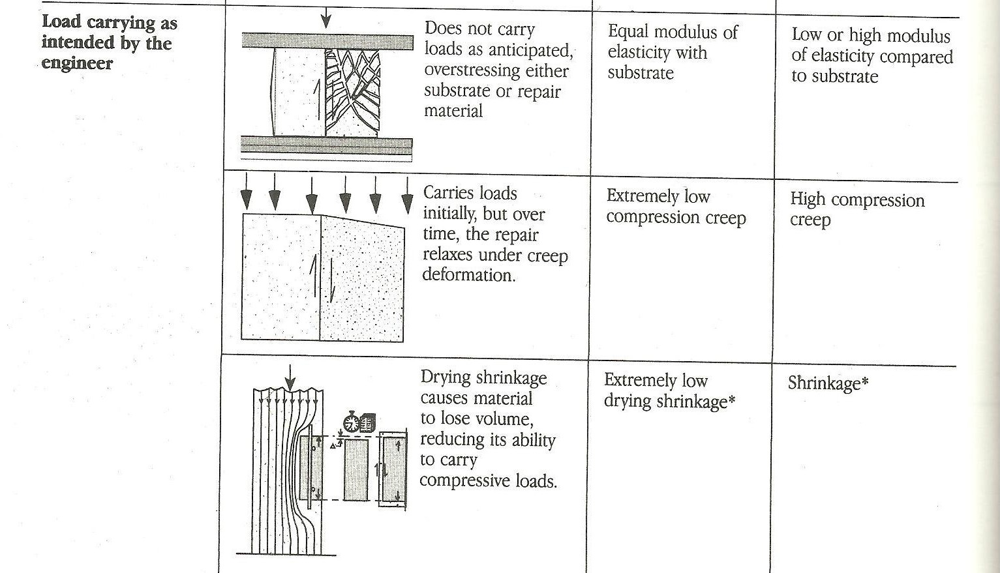 Load carrying as
intended by the
engineer
Does not carry
loads as anticipated,
overstressing either
substrate or repair
material
Equal modulus of
elasticity with
substrate
Low or high modulus
of elasticity compared
to substrate
Carries loads
initially, but over
time, the repair
relaxes under creep
deformation.
Extremely low
compression creep
High compression
creep
Drying shrinkage
causes material
to lose volume,
reducing its ability
to carry
compressive loads.
Extremely low
drying shrinkage*
Shrinkage*